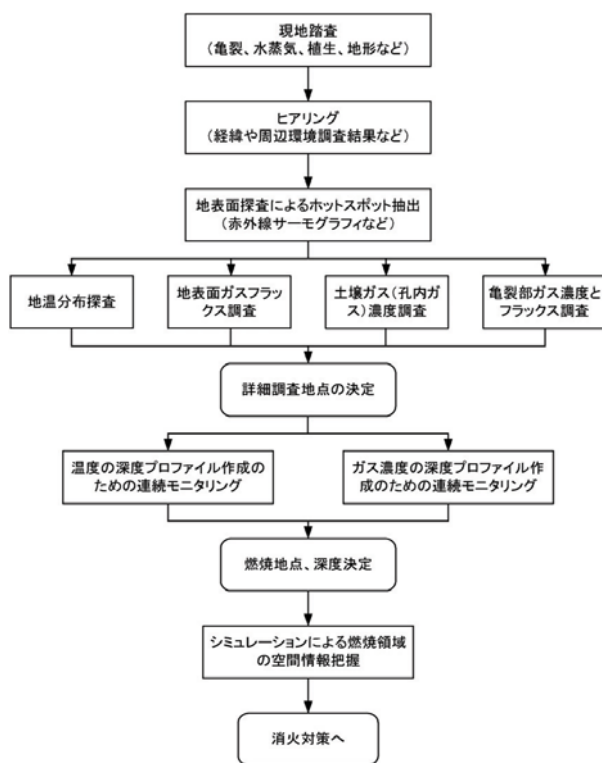 現地踏査
（亀裂、水蒸気、植生、地形など）
ヒアリング
（経緯や周辺環境調査結果など）
地表面探査によるホットスポット抽出
（赤外線サーモグラフィなど）
地温分布探査
地表面ガスフラッ
クス調査
土壌ガス（孔内ガ
ス）濃度調査
亀裂部ガス濃度と
フラックス調査
詳細調査地点の決定
温度の深度プロファイル作成の
ための連続モニタリング
ガス濃度の深度プロファイル作
成のための連続モニタリング
燃焼地点、深度決定
シミュレーションによる燃焼領域
の空間情報把握
消火対策へ